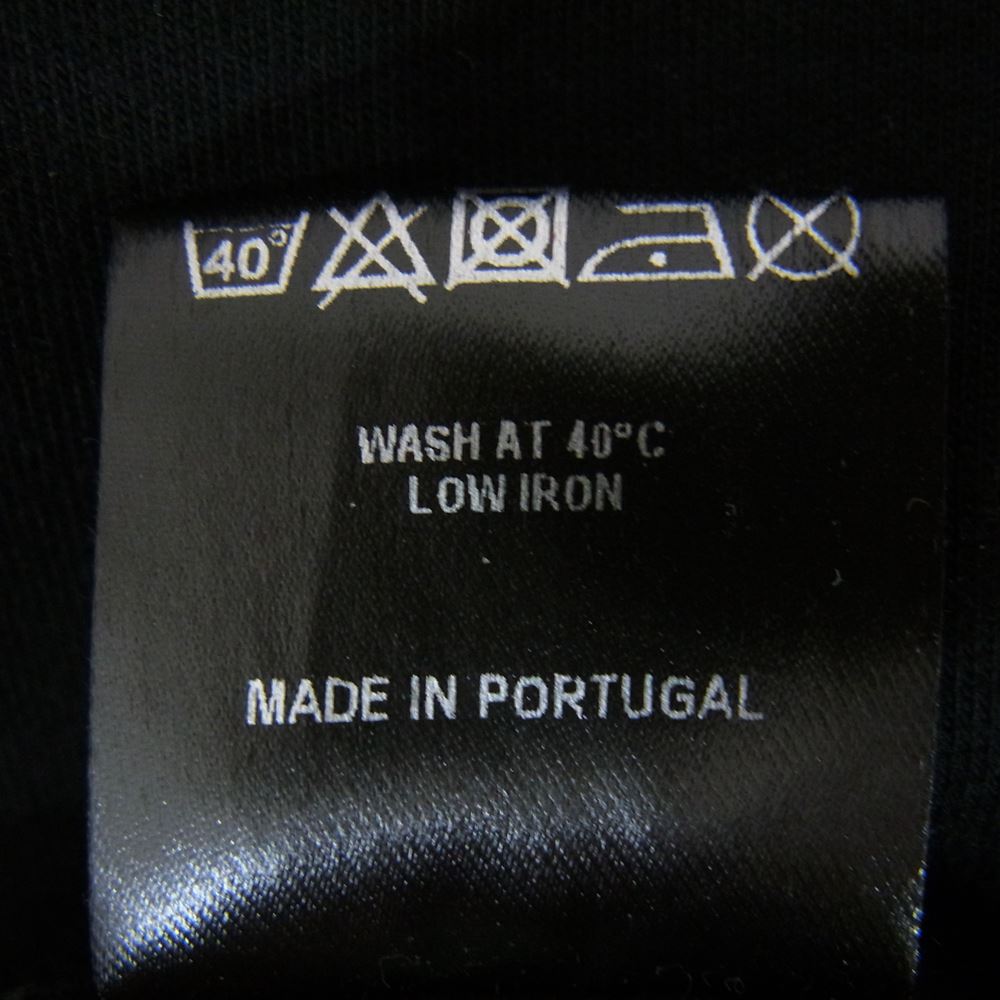 40°
WASH AT 40°C
LOW IRON
MADE IN PORTUGAL